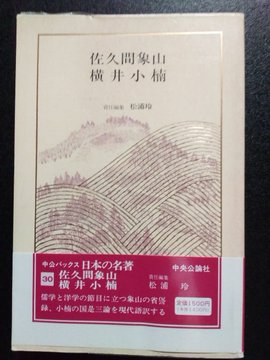 佐久間象山
横井小楠
責任編集 松浦玲
中公バックス 日本の名著
30
佐久間象山
横井小楠
責任編集
松浦 玲
中央公論社
儒学と洋学の節目に立つ象山の省諐
録、小楠の国是三論を現代語訳する
定価1500円